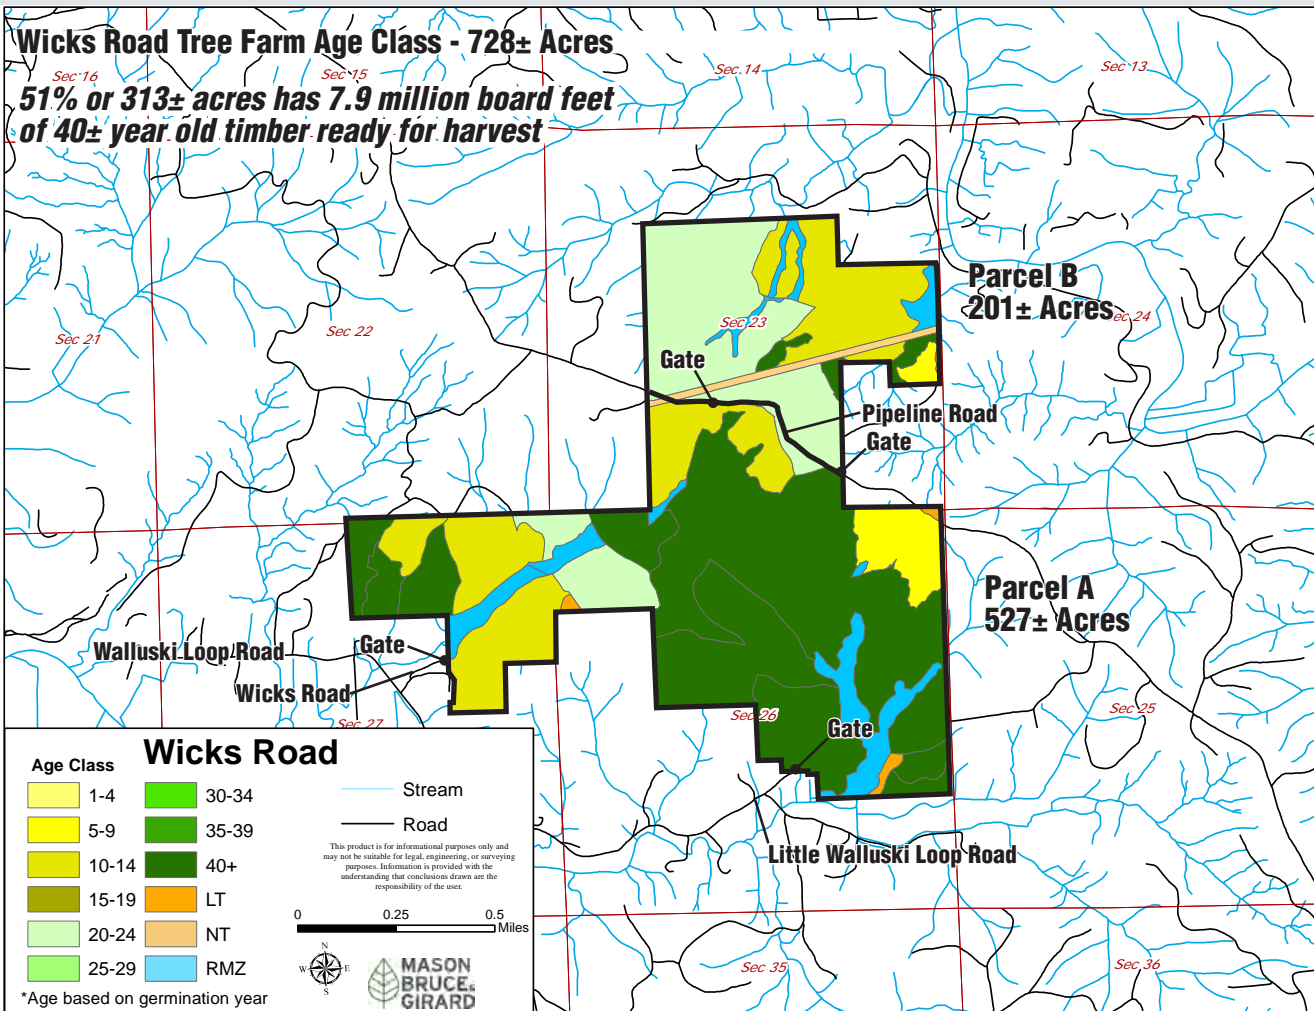 Wicks Road Tree Farm Age Class - 728± Acres
51% or 313± acres has 7.9 million board feet
of 40± year old timber ready for harvest
Sec 16
Sec 15
Sec 14
Sec 13
Parcel B
201± Acres
ec 24
Sec 23
Sec 22
Sec 21
Gate
Pipeline Road
Gate
Parcel A
527± Acres
Walluski Loop Road
Gate
Wicks Road
Sec 27
Sec 26
Sec 25
Gate
Little Walluski Loop Road
Sec 35
Sec 36
Wicks Road
Age Class
1-4
5-9
10-14
15-19
20-24
25-29
30-34
35-39
40+
LT
NT
RMZ
*Age based on germination year
Stream
Road
This product is for informational purposes only and
may not be suitable for legal, engineering, or surveying
purposes. Information is provided with the
understanding that conclusions drawn are the
responsibility of the user.
0 0.25 0.5
Miles
N
W E
S
MASON
BRUCE&
GIRARD